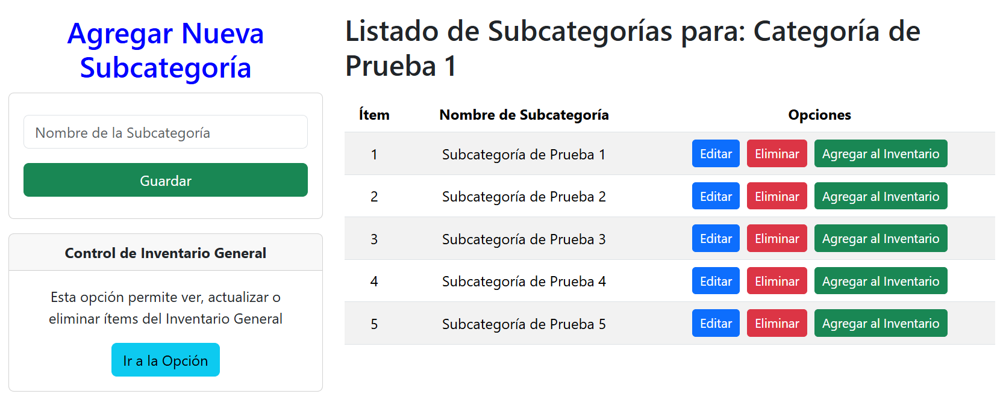 Agregar Nueva
Subcategoría
Nombre de la Subcategoría
Guardar
Control de Inventario General
Esta opción permite ver, actualizar o
eliminar ítems del Inventario General
Ir a la Opción
Listado de Subcategorías para: Categoría de
Prueba 1
Ítem Nombre de Subcategoría Opciones
1 Subcategoría de Prueba 1 Editar Eliminar Agregar al Inventario
2 Subcategoría de Prueba 2 Editar Eliminar Agregar al Inventario
3 Subcategoría de Prueba 3 Editar Eliminar Agregar al Inventario
4 Subcategoría de Prueba 4 Editar Eliminar Agregar al Inventario
5 Subcategoría de Prueba 5 Editar Eliminar Agregar al Inventario